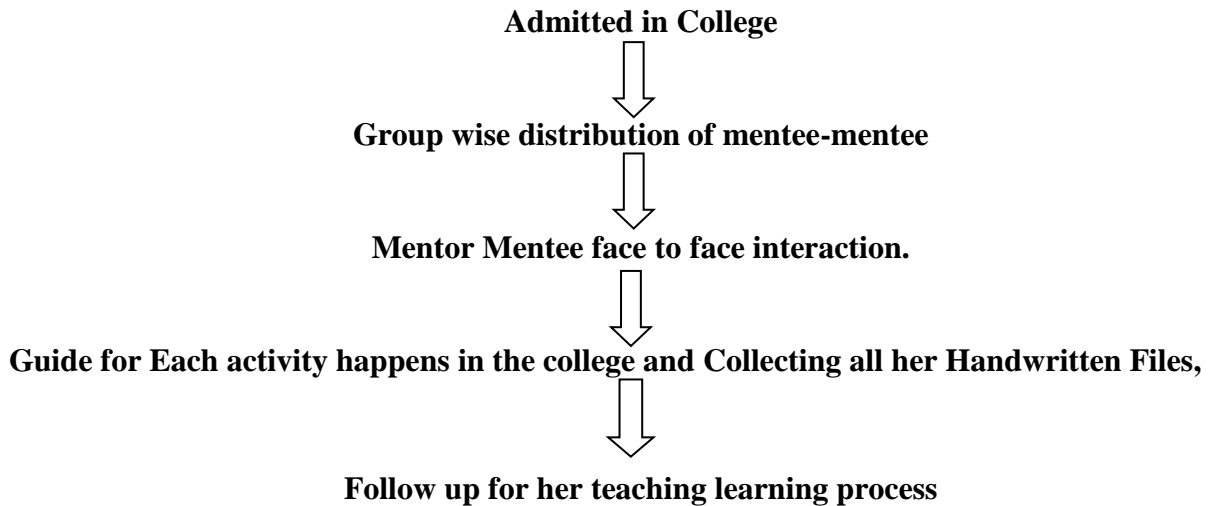 Admitted in College
Group wise distribution of mentee-mentee
Mentor Mentee face to face interaction.
Guide for Each activity happens in the college and Collecting all her Handwritten Files,
Follow up for her teaching learning process